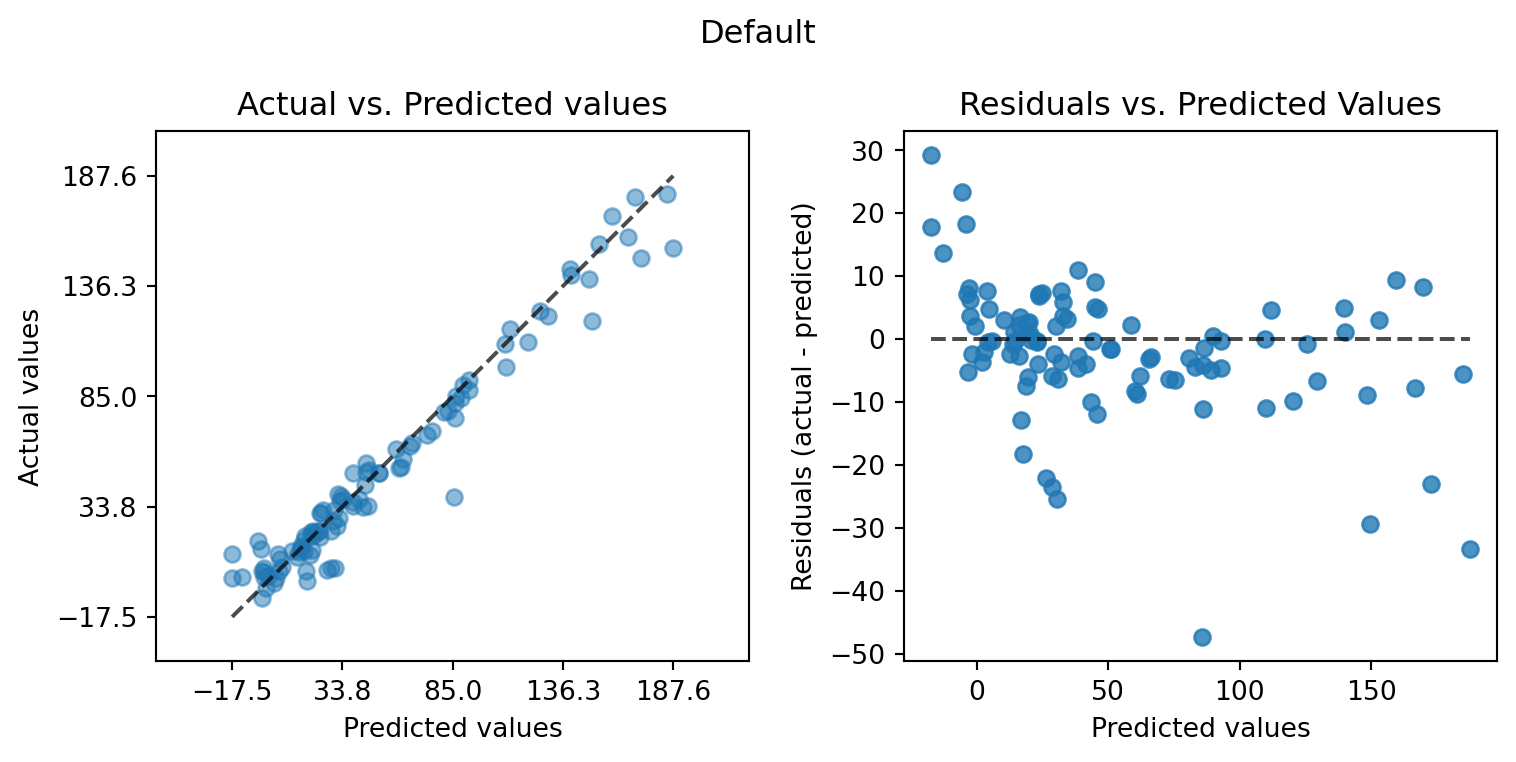 Default
Actual vs. Predicted values
187.6
136.3
85.0
33.8
−17.5
Actual values
−17.5 33.8 85.0 136.3 187.6
Predicted values
Residuals vs. Predicted Values
30
20
10
0
−10
−20
−30
−40
−50
Residuals (actual - predicted)
0 50 100 150
Predicted values